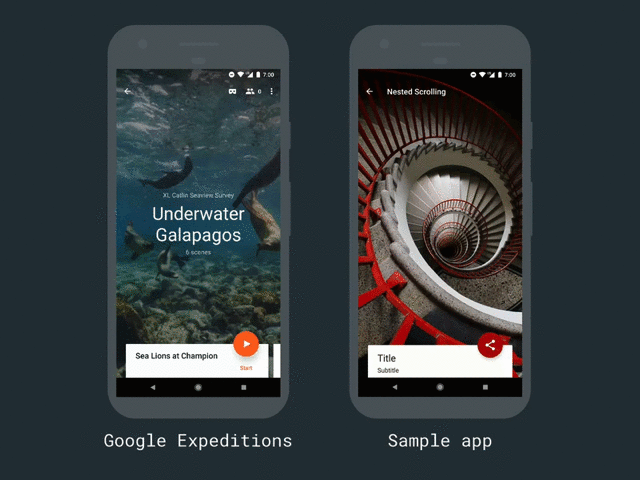 7:00
6
XL Catlin Seaview Survey
Underwater
Galapagos
6 scenes
Sea Lions at Champion
Start
Google Expeditions
7:00
Nested Scrolling
Title
Subtitle
Sample app